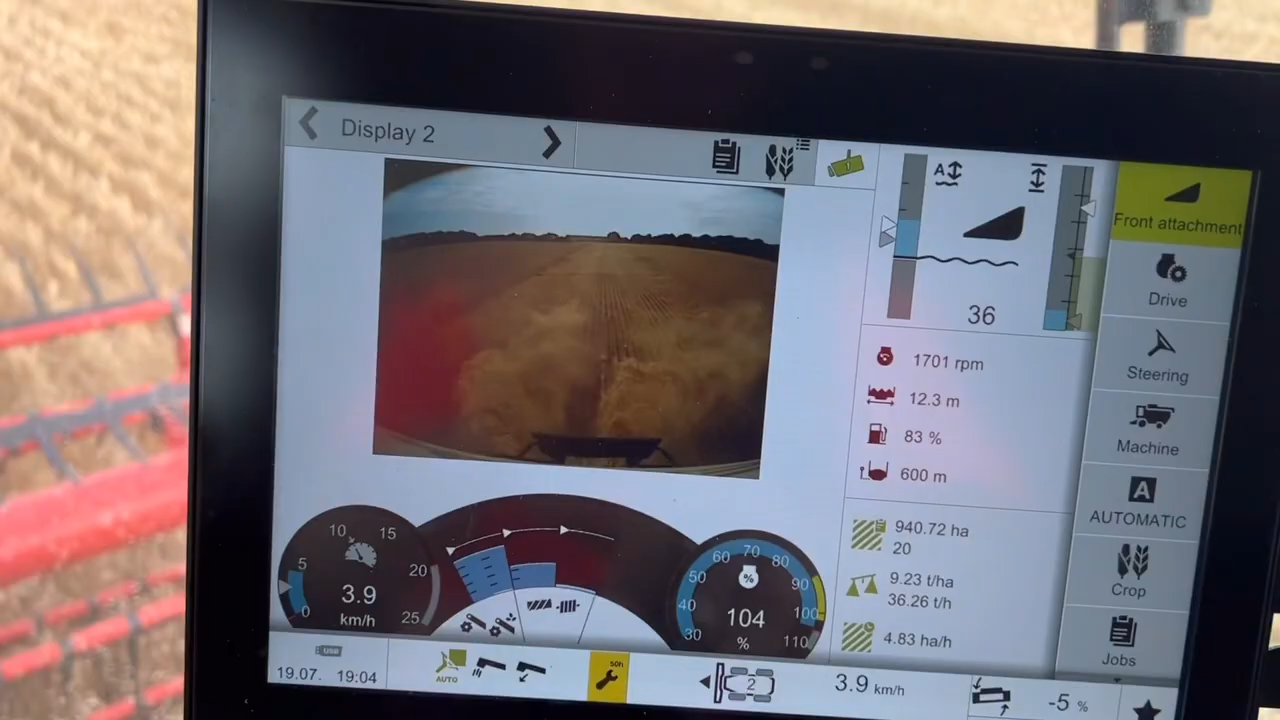 Display 2
A
36
Front attachment
Drive
Steering
Machine
A
AUTOMATIC
Crop
Jobs
1701 rpm
12.3 m
83 %
600 m
940.72 ha
20
9.23 t/ha
36.26 t/h
4.83 ha/h
0
5
10
15
20
25
3.9
km/h
30
40
50
60
70
80
90
100
110
%
104
%
USB
19.07. 19:04
AUTO
50h
2
3.9 km/h
-5 %